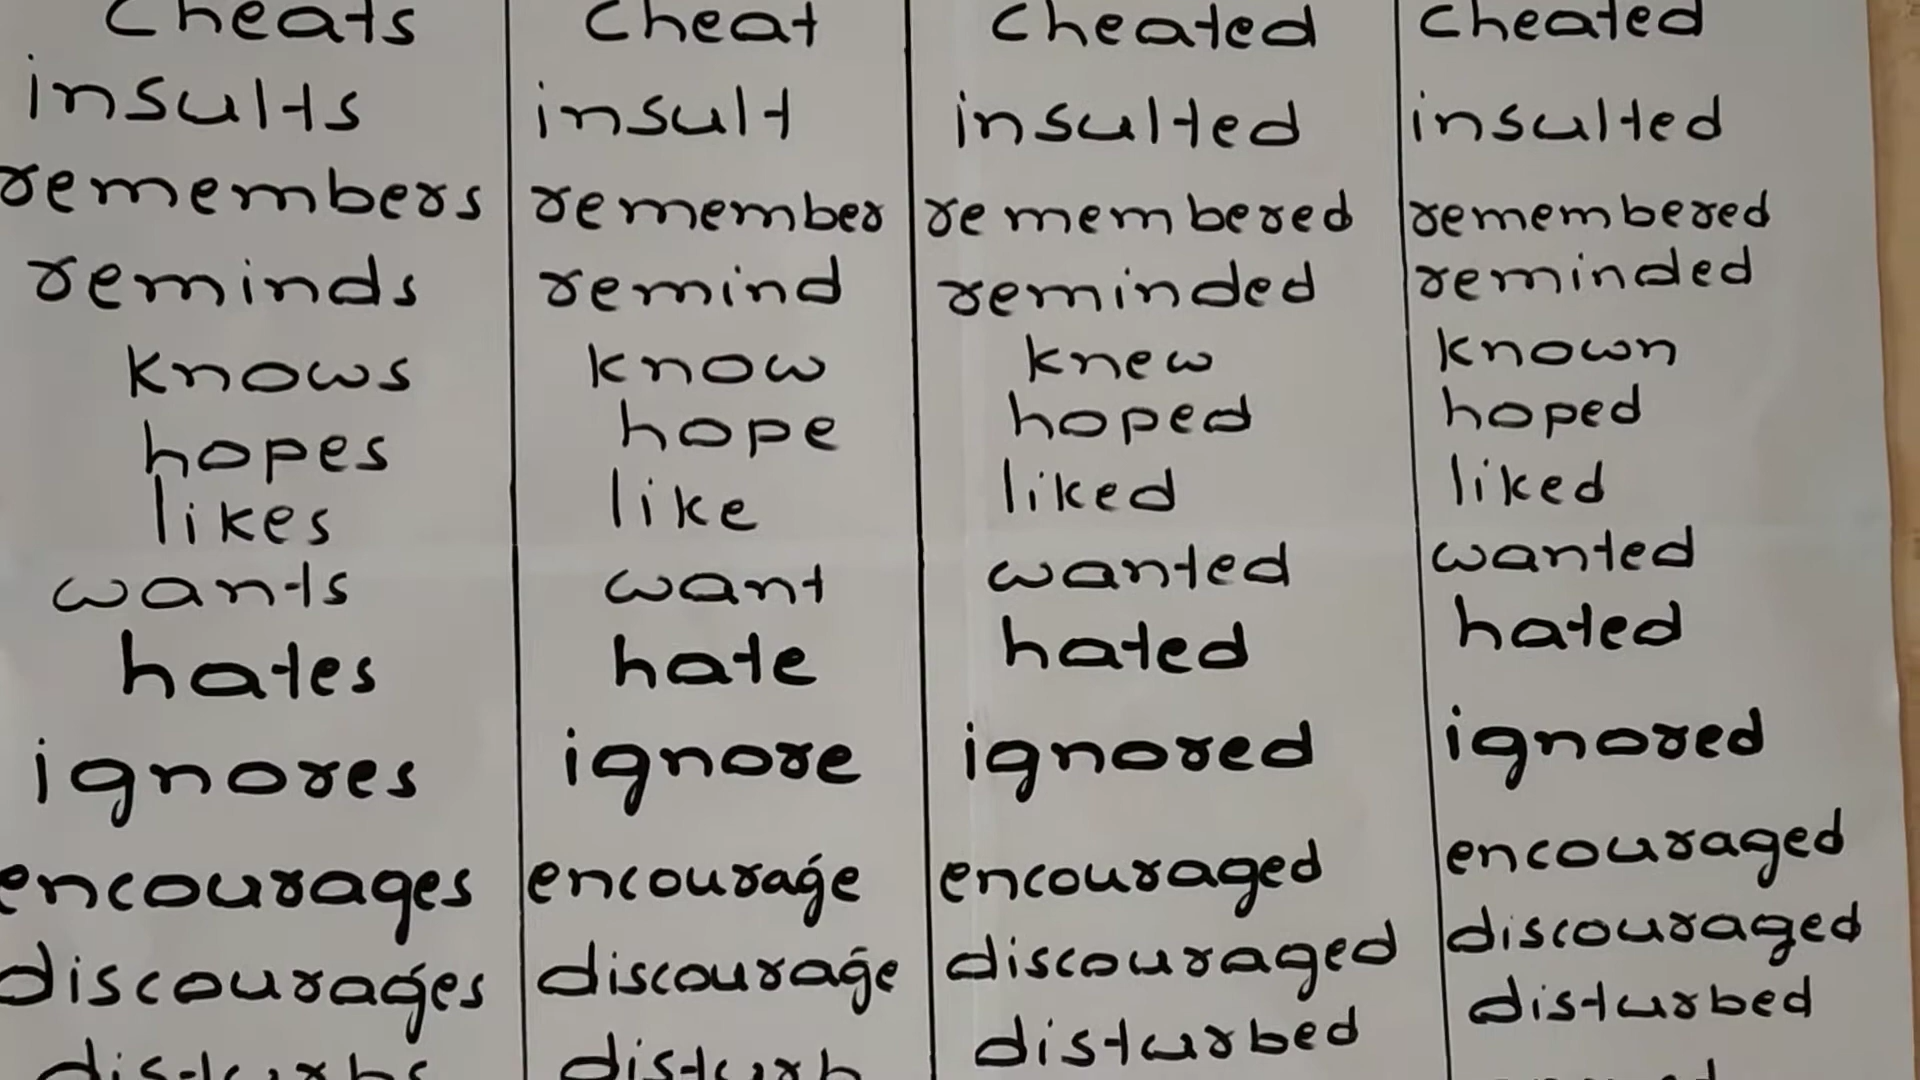 cheats cheat cheated cheated
insults insult insulted insulted
remembers remember remembered remembered
reminds remind reminded reminded
knows know knew known
hopes hope hoped hoped
likes like liked liked
wants want wanted wanted
hates hate hated hated
ignores ignore ignored ignored
encourages encourage encouraged encouraged
discourages discourage discouraged discouraged
disturbs disturb disturbed disturbed